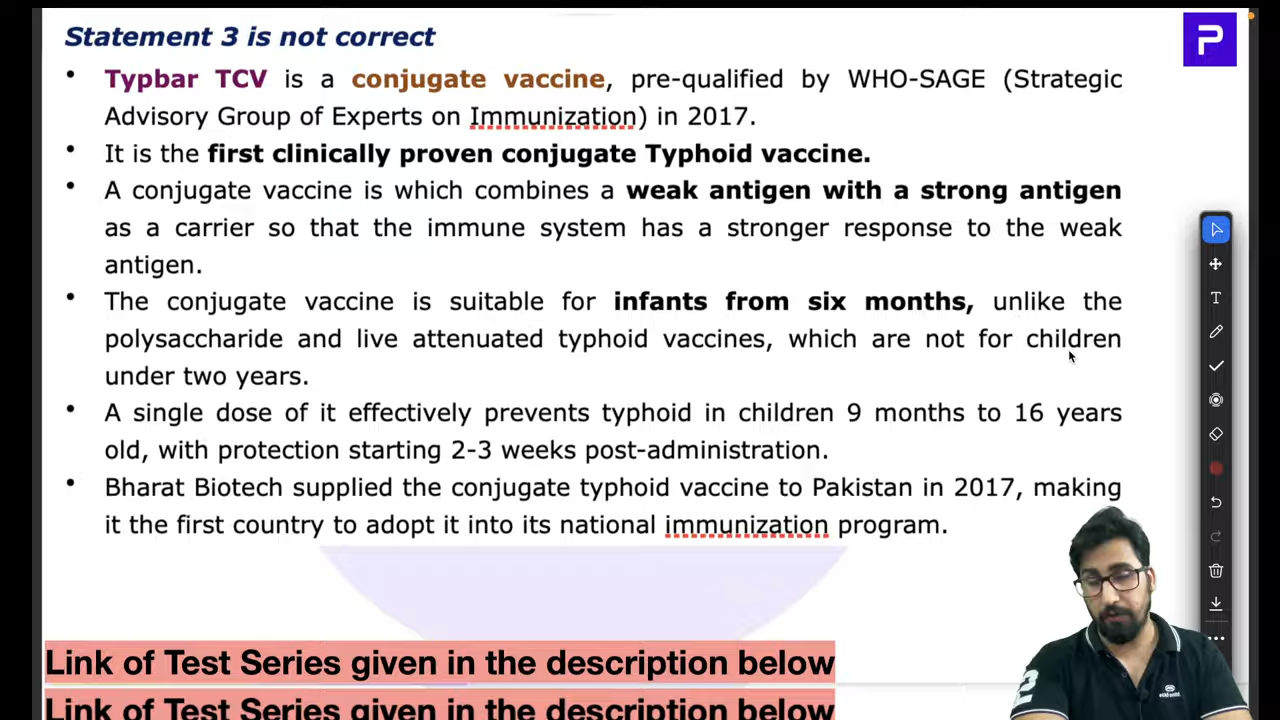 Statement 3 is not correct
P
• Typbar TCV is a conjugate vaccine, pre-qualified by WHO-SAGE (Strategic
Advisory Group of Experts on Immunization) in 2017.
• It is the first clinically proven conjugate Typhoid vaccine.
• A conjugate vaccine is which combines a weak antigen with a strong antigen
as a carrier so that the immune system has a stronger response to the weak
antigen.
• The conjugate vaccine is suitable for infants from six months, unlike the
polysaccharide and live attenuated typhoid vaccines, which are not for children
under two years.
• A single dose of it effectively prevents typhoid in children 9 months to 16 years
old, with protection starting 2-3 weeks post-administration.
• Bharat Biotech supplied the conjugate typhoid vaccine to Pakistan in 2017, making
it the first country to adopt it into its national immunization program.
T
2
Link of Test Series given in the description below
Link of Test Series given in the description below